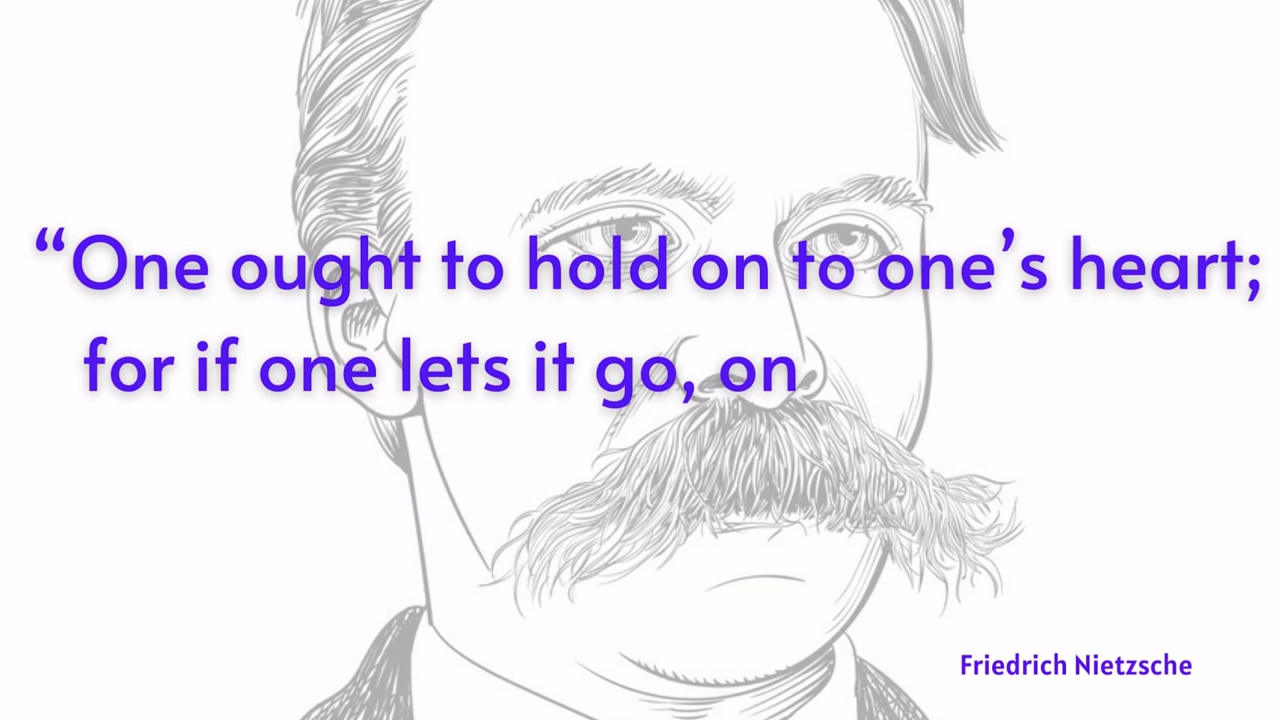 “One ought to hold on to one’s heart;
for if one lets it go, on
Friedrich Nietzsche